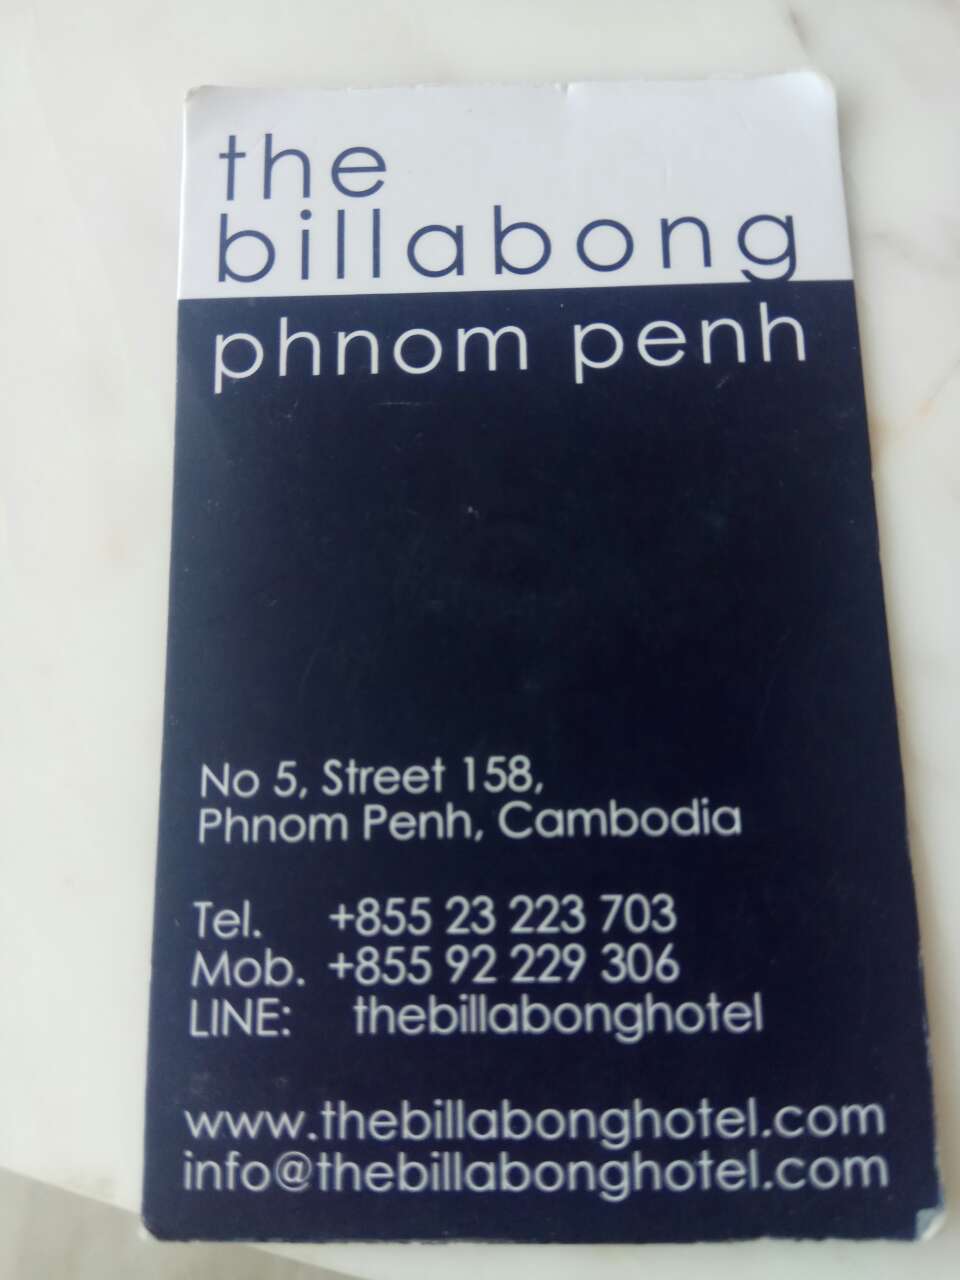 the
billabong
phnom penh
No 5, Street 158,
Phnom Penh, Cambodia
Tel. +855 23 223 703
Mob. +855 92 229 306
LINE: thebillabonghotel
www.thebillabonghotel.com
info@thebillabonghotel.com